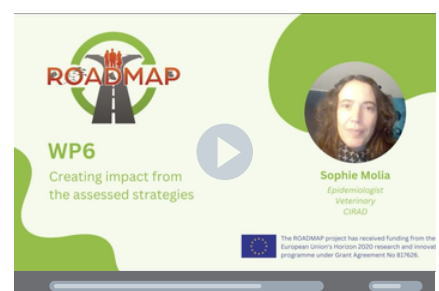 ROADMAP
WP6
Creating impact from
the assessed strategies
Sophie Molia
Epidemiologist
Veterinary
CIRAD
The ROADMAP project has received funding from the
European Union's Horizon 2020 research and innovat
programme under Grant Agreement No 817626.